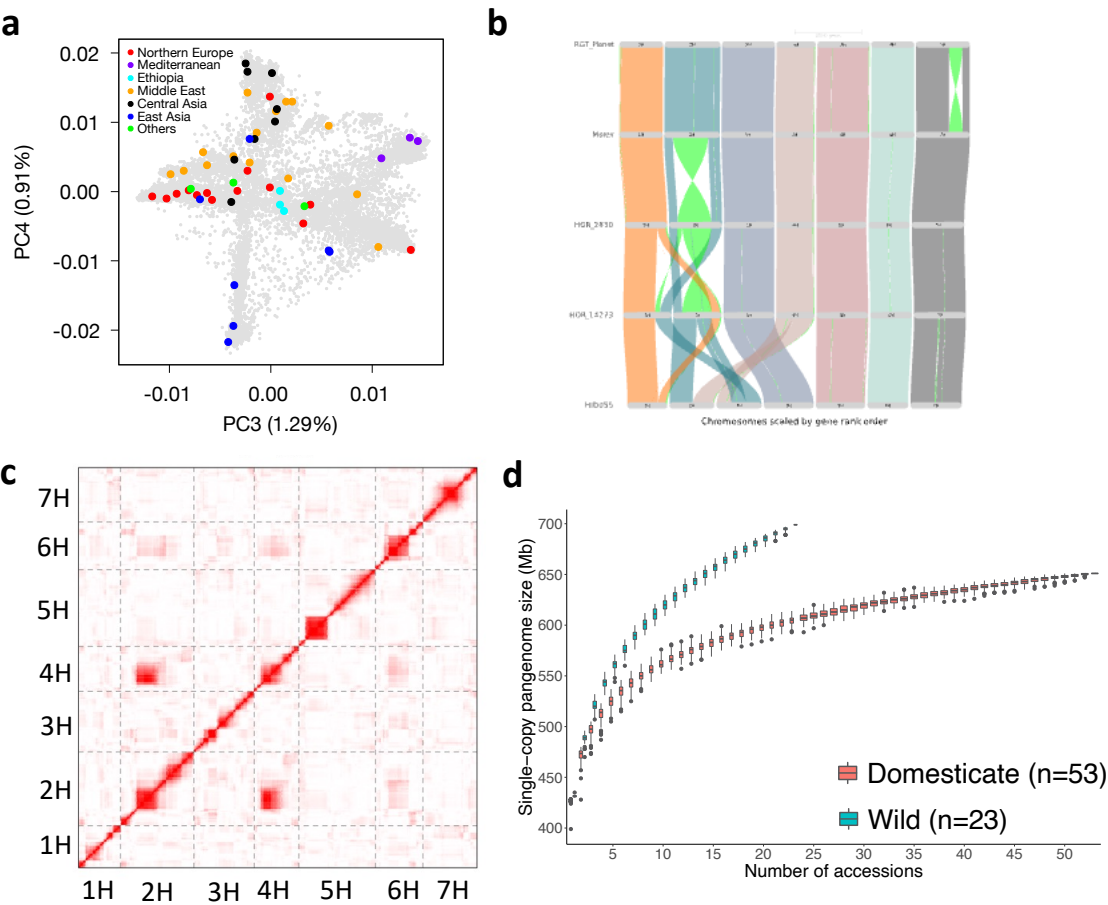 a
0.02
0.01
0.00
-0.01
-0.02
PC4 (0.91%)
Northern Europe
Mediterranean
Ethiopia
Middle East
Central Asia
East Asia
Others
-0.01
0.00
0.01
PC3 (1.29%)
b
RGT_Planet
Morex
HOR_14273
Chromosomes scaled by gene rank order
c
7H
6H
5H
4H
3H
2H
1H
1H 2H 3H 4H 5H 6H 7H
d
Single-copy pangenome size (Mb)
700
650
600
550
500
450
400
Domesticate (n=53)
Wild (n=23)
5 10 15 20 25 30 35 40 45 50
Number of accessions